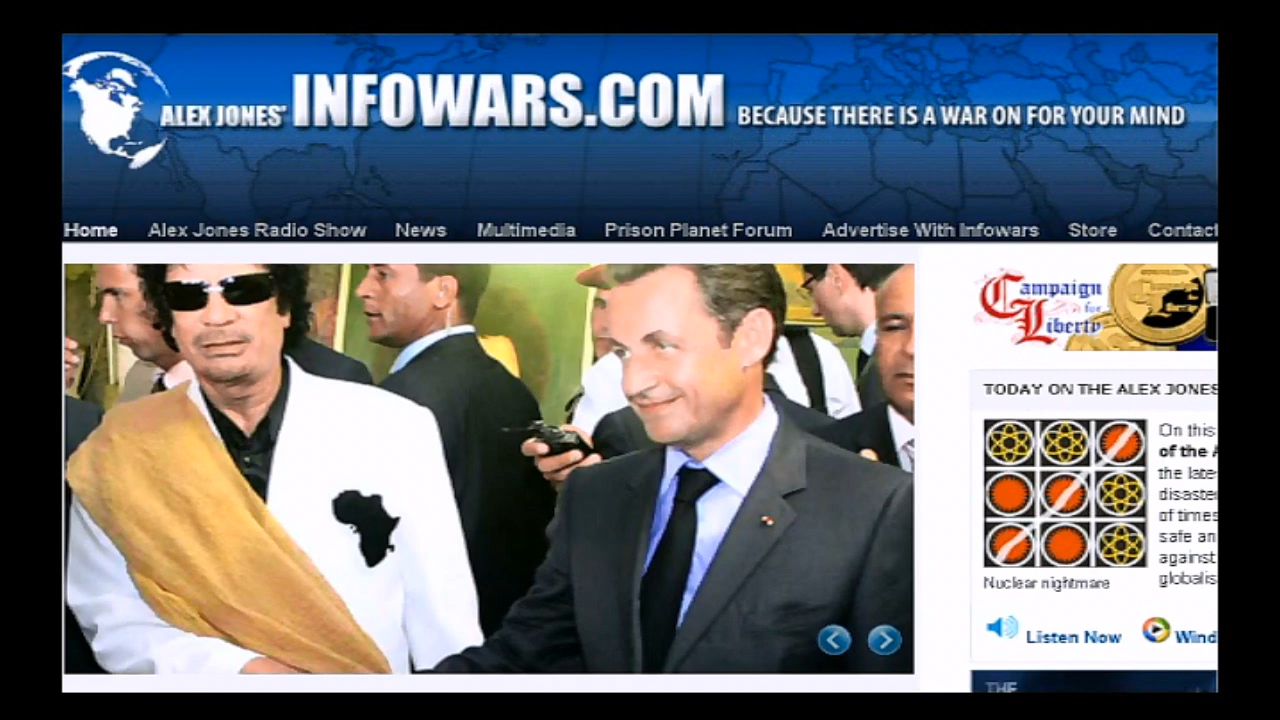 ALEX JONES' INFOWARS.COM BECAUSE THERE IS A WAR ON FOR YOUR MIND
Home Alex Jones Radio Show News Multimedia Prison Planet Forum Advertise With Infowars Store Contact
Campaign
for
Liberty
TODAY ON THE ALEX JONES
On this
of the A
the late
disaster
of times
safe an
against
globalis
Nuclear nightmare
Listen Now Wind
THE